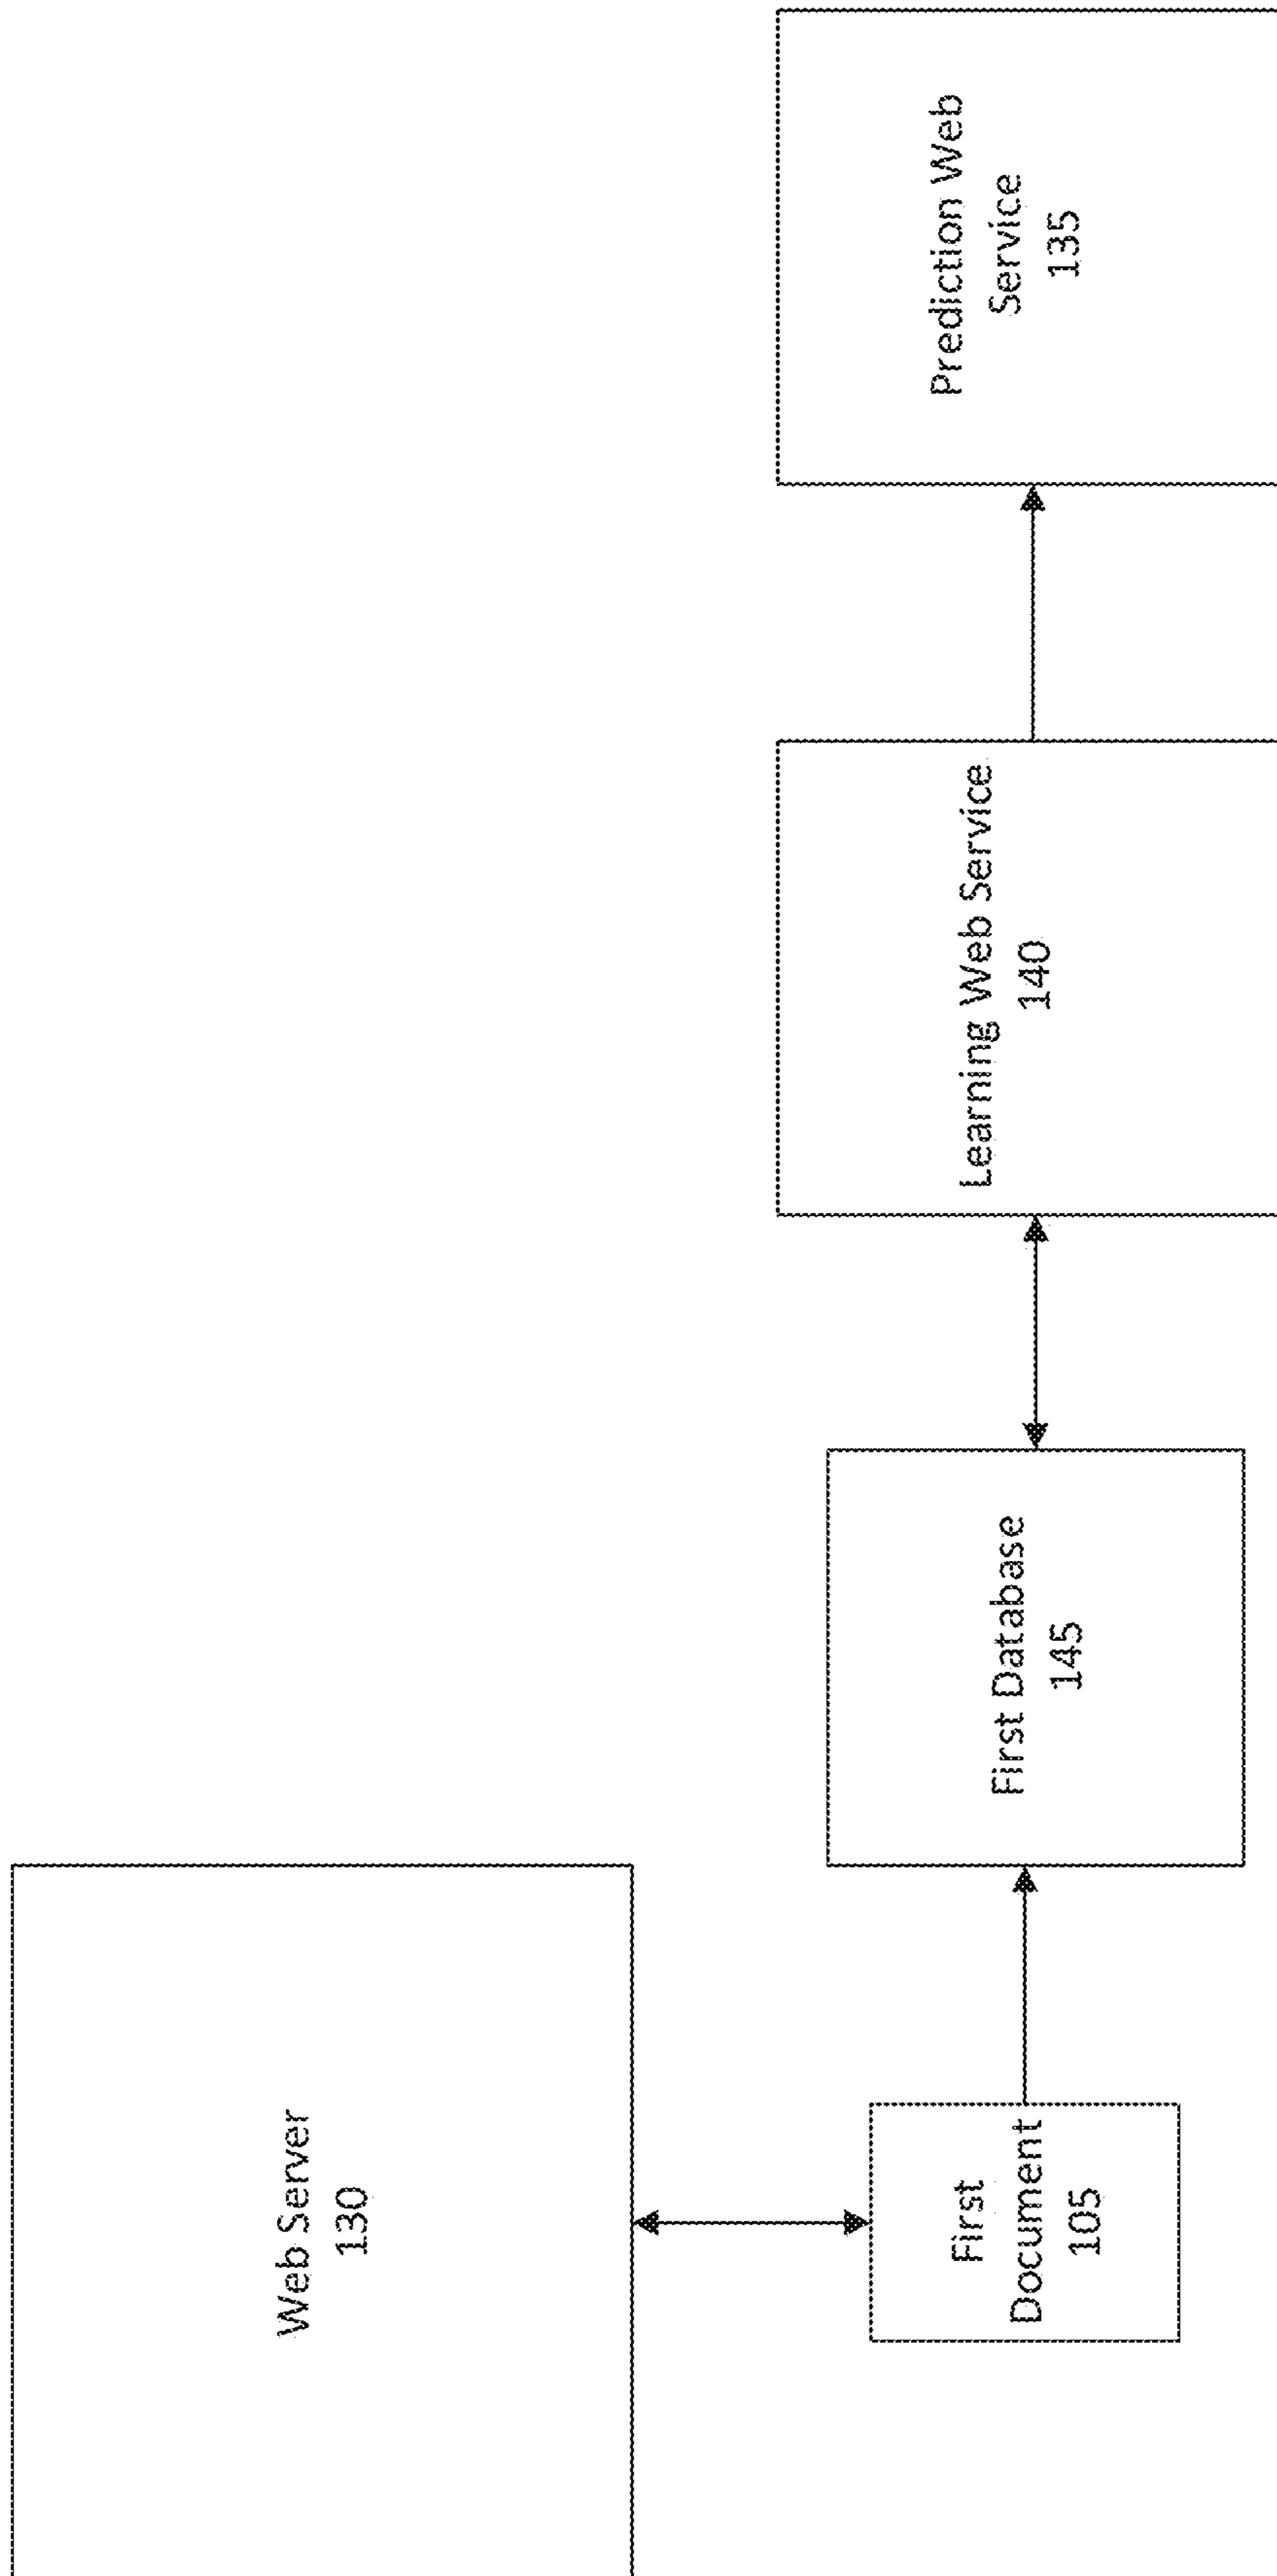 Web Server
130
First
Document
105
First Database
145
Learning Web Service
140
Prediction Web
Service
135